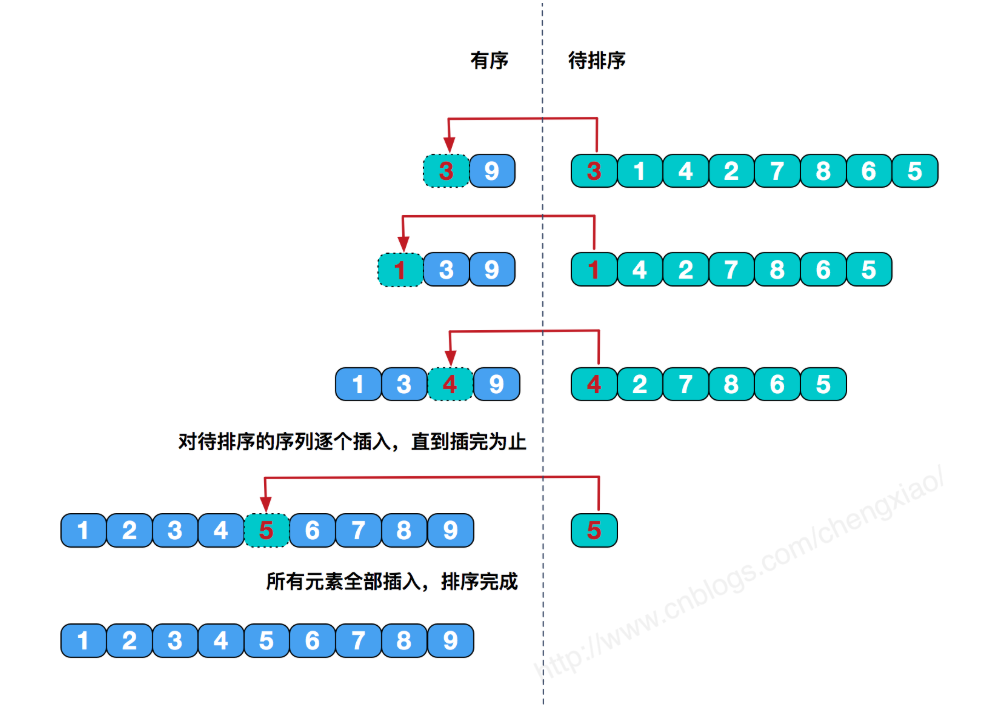 有序 待排序
3 9 3 1 4 2 7 8 6 5
1 3 9 1 4 2 7 8 6 5
1 3 4 9 4 2 7 8 6 5
对待排序的序列逐个插入，直到插完为止
1 2 3 4 5 6 7 8 9 5
所有元素全部插入，排序完成
1 2 3 4 5 6 7 8 9
http://www.cnblogs.com/chengxiao/